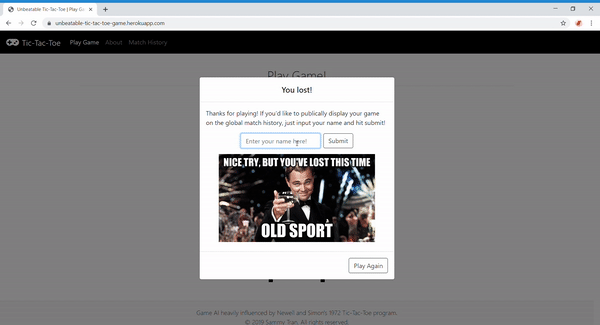 Unbeatable Tic-Tac-Toe | Play G
unbeatable-tic-tac-toe-game.herokuapp.com
Tic-Tac-Toe Play Game About Match History
Play Game!
You lost!
Thanks for playing! If you'd like to publically display your game
on the global match history, just input your name and hit submit!
Enter your name here!
Submit
NICE TRY, BUT YOU'VE LOST THIS TIME
OLD SPORT
Play Again
Game AI heavily influenced by Newell and Simon's 1972 Tic-Tac-Toe program.
© 2019 Sammy Tran. All rights reserved.